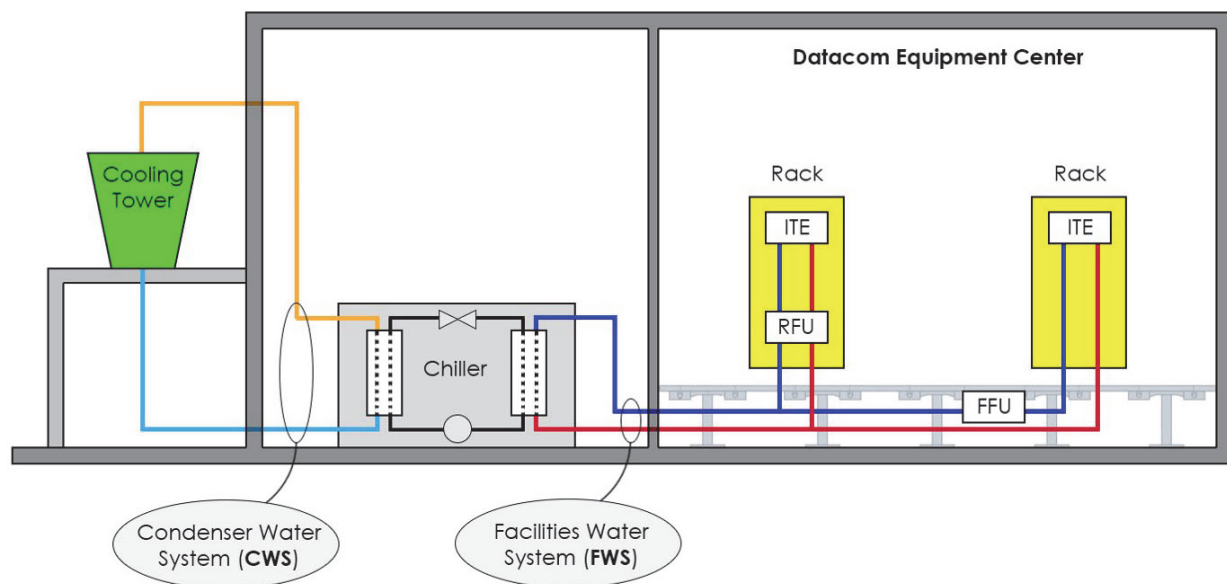 Datacom Equipment Center
Cooling
Tower
Rack
Rack
ITE
ITE
RFU
Chiller
FFU
Condenser Water
System (CWS)
Facilities Water
System (FWS)